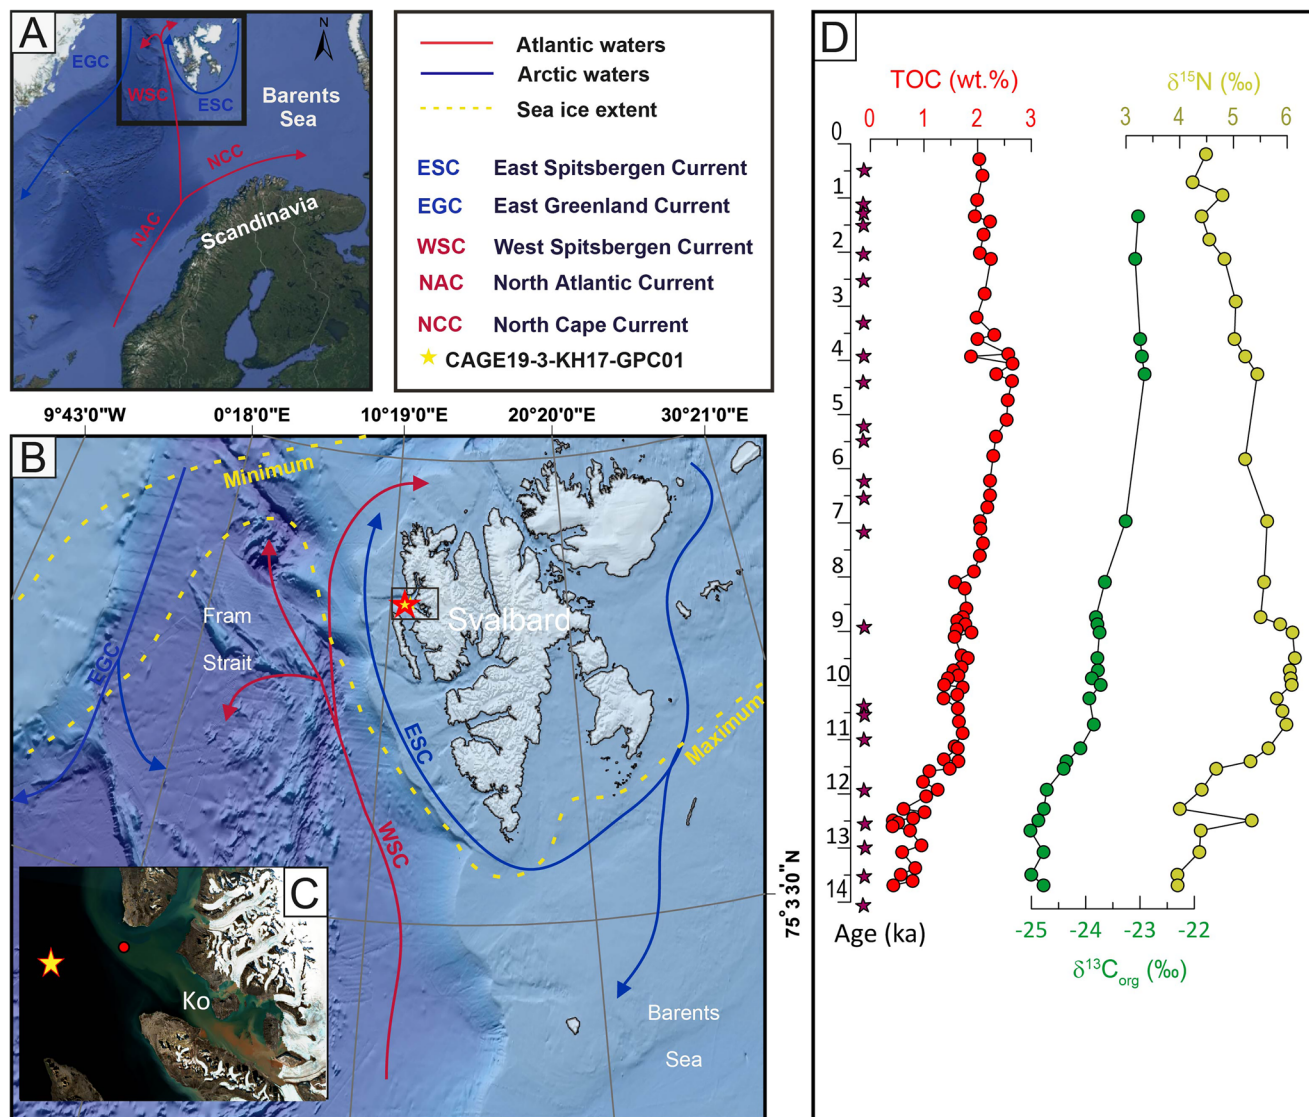 A
N
EGC
WSC
ESC
Barents
Sea
NCC
NAC
Scandinavia
Atlantic waters
Arctic waters
Sea ice extent
ESC East Spitsbergen Current
EGC East Greenland Current
WSC West Spitsbergen Current
NAC North Atlantic Current
NCC North Cape Current
CAGE19-3-KH17-GPC01
9°43'0"W 0°18'0"E 10°19'0"E 20°20'0"E 30°21'0"E
B
Minimum
Fram
Strait
Svalbard
EGC
ESC
Maximum
WSC
75°3'30"N
Barents
Sea
C
Ko
D
TOC (wt.%) δ15N (‰)
0 1 2 3 3 4 5 6
0
1
2
3
4
5
6
7
8
9
10
11
12
13
14
Age (ka)
-25 -24 -23 -22
δ13Corg (‰)